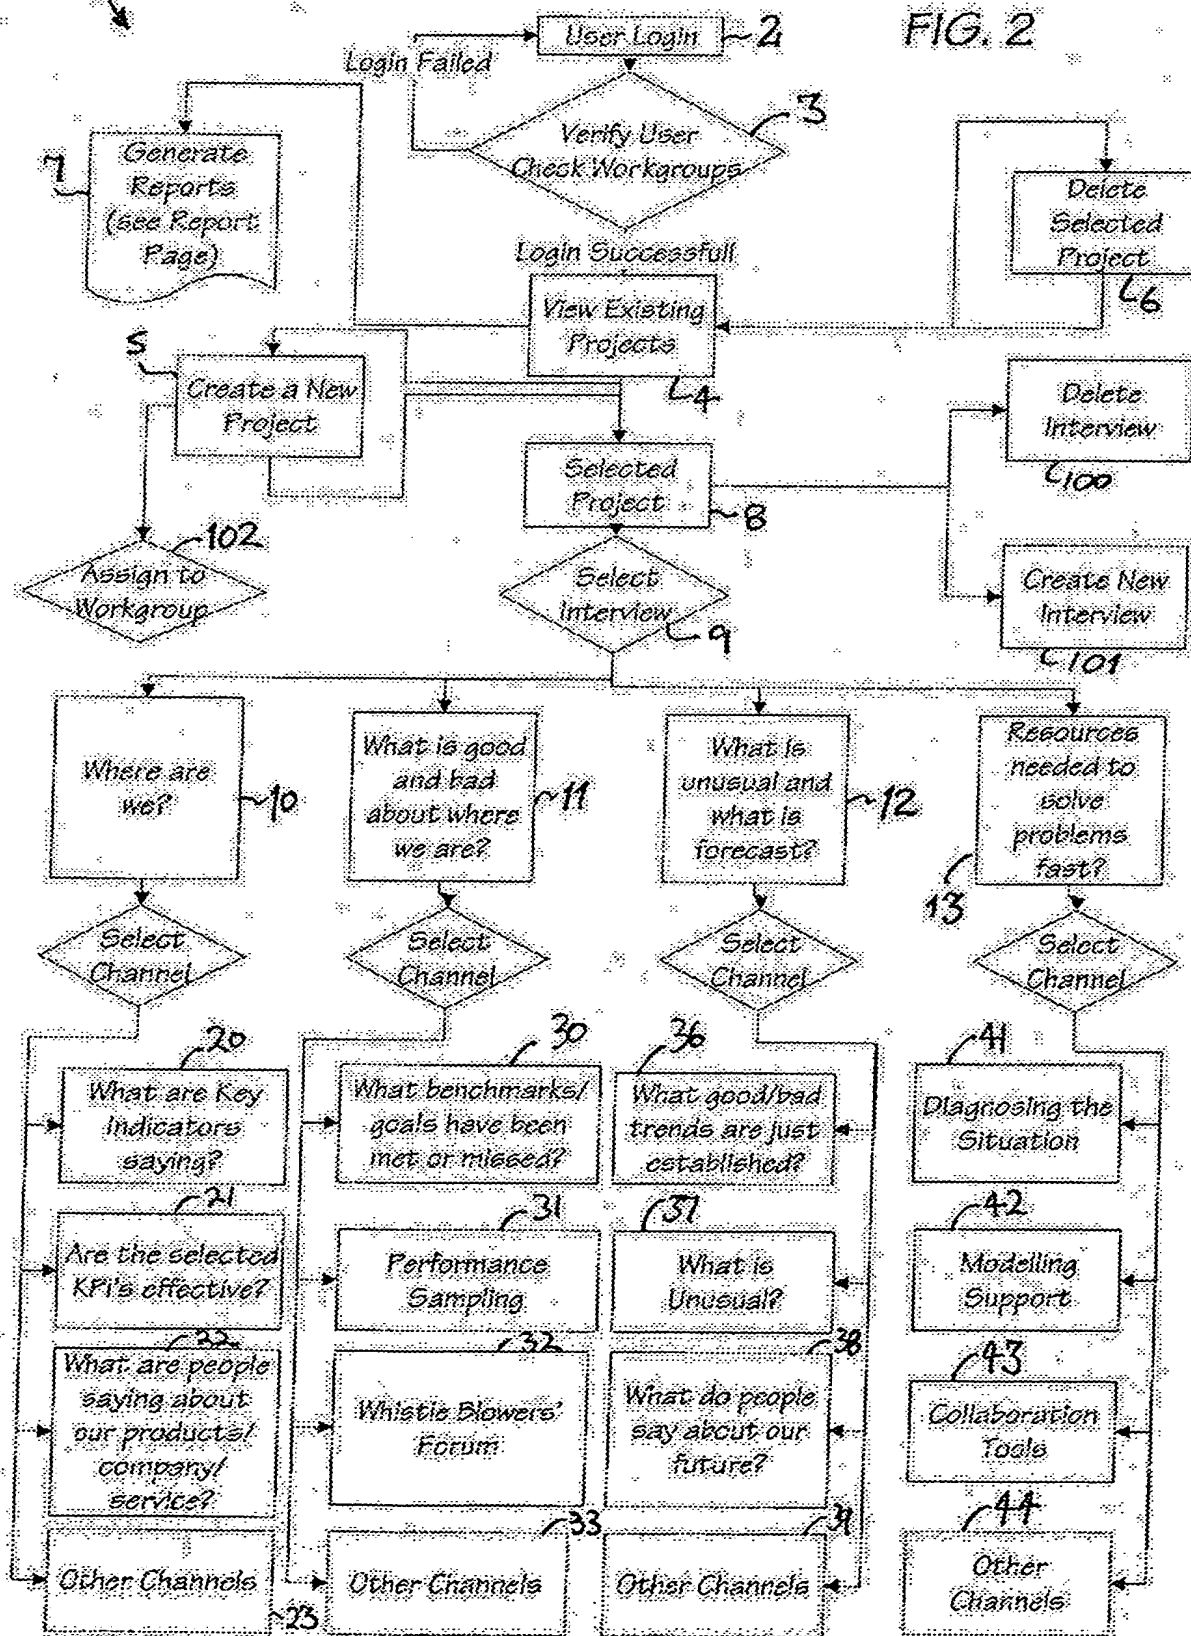 FIG. 2
User Login
2
Login Failed
3
Verify User
Check Workgroups
7
Generate
Reports
(see Report
Page)
Delete
Selected
Project
6
Login Successfull
View Existing
Projects
4
5
Create a New
Project
Delete
Interview
100
Selected
Project
8
102
Assign to
Workgroup
Select
Interview
9
Create New
Interview
101
Where are
we?
10
What is good
and bad
about where
we are?
11
What is
unusual and
what is
forecast?
12
Resources
needed to
solve
problems
fast?
13
Select
Channel
Select
Channel
Select
Channel
Select
Channel
20
What are Key
Indicators
saying?
30
What benchmarks/
goals have been
met or missed?
36
What good/bad
trends are just
established?
41
Diagnosing the
Situation
21
Are the selected
KPI's effective?
31
Performance
Sampling
37
What is
Unusual?
42
Modelling
Support
22
What are people
saying about
our products/
company/
service?
32
Whistle Blowers'
Forum
38
What do people
say about our
future?
43
Collaboration
Tools
Other Channels
23
33
Other Channels
39
Other Channels
44
Other
Channels